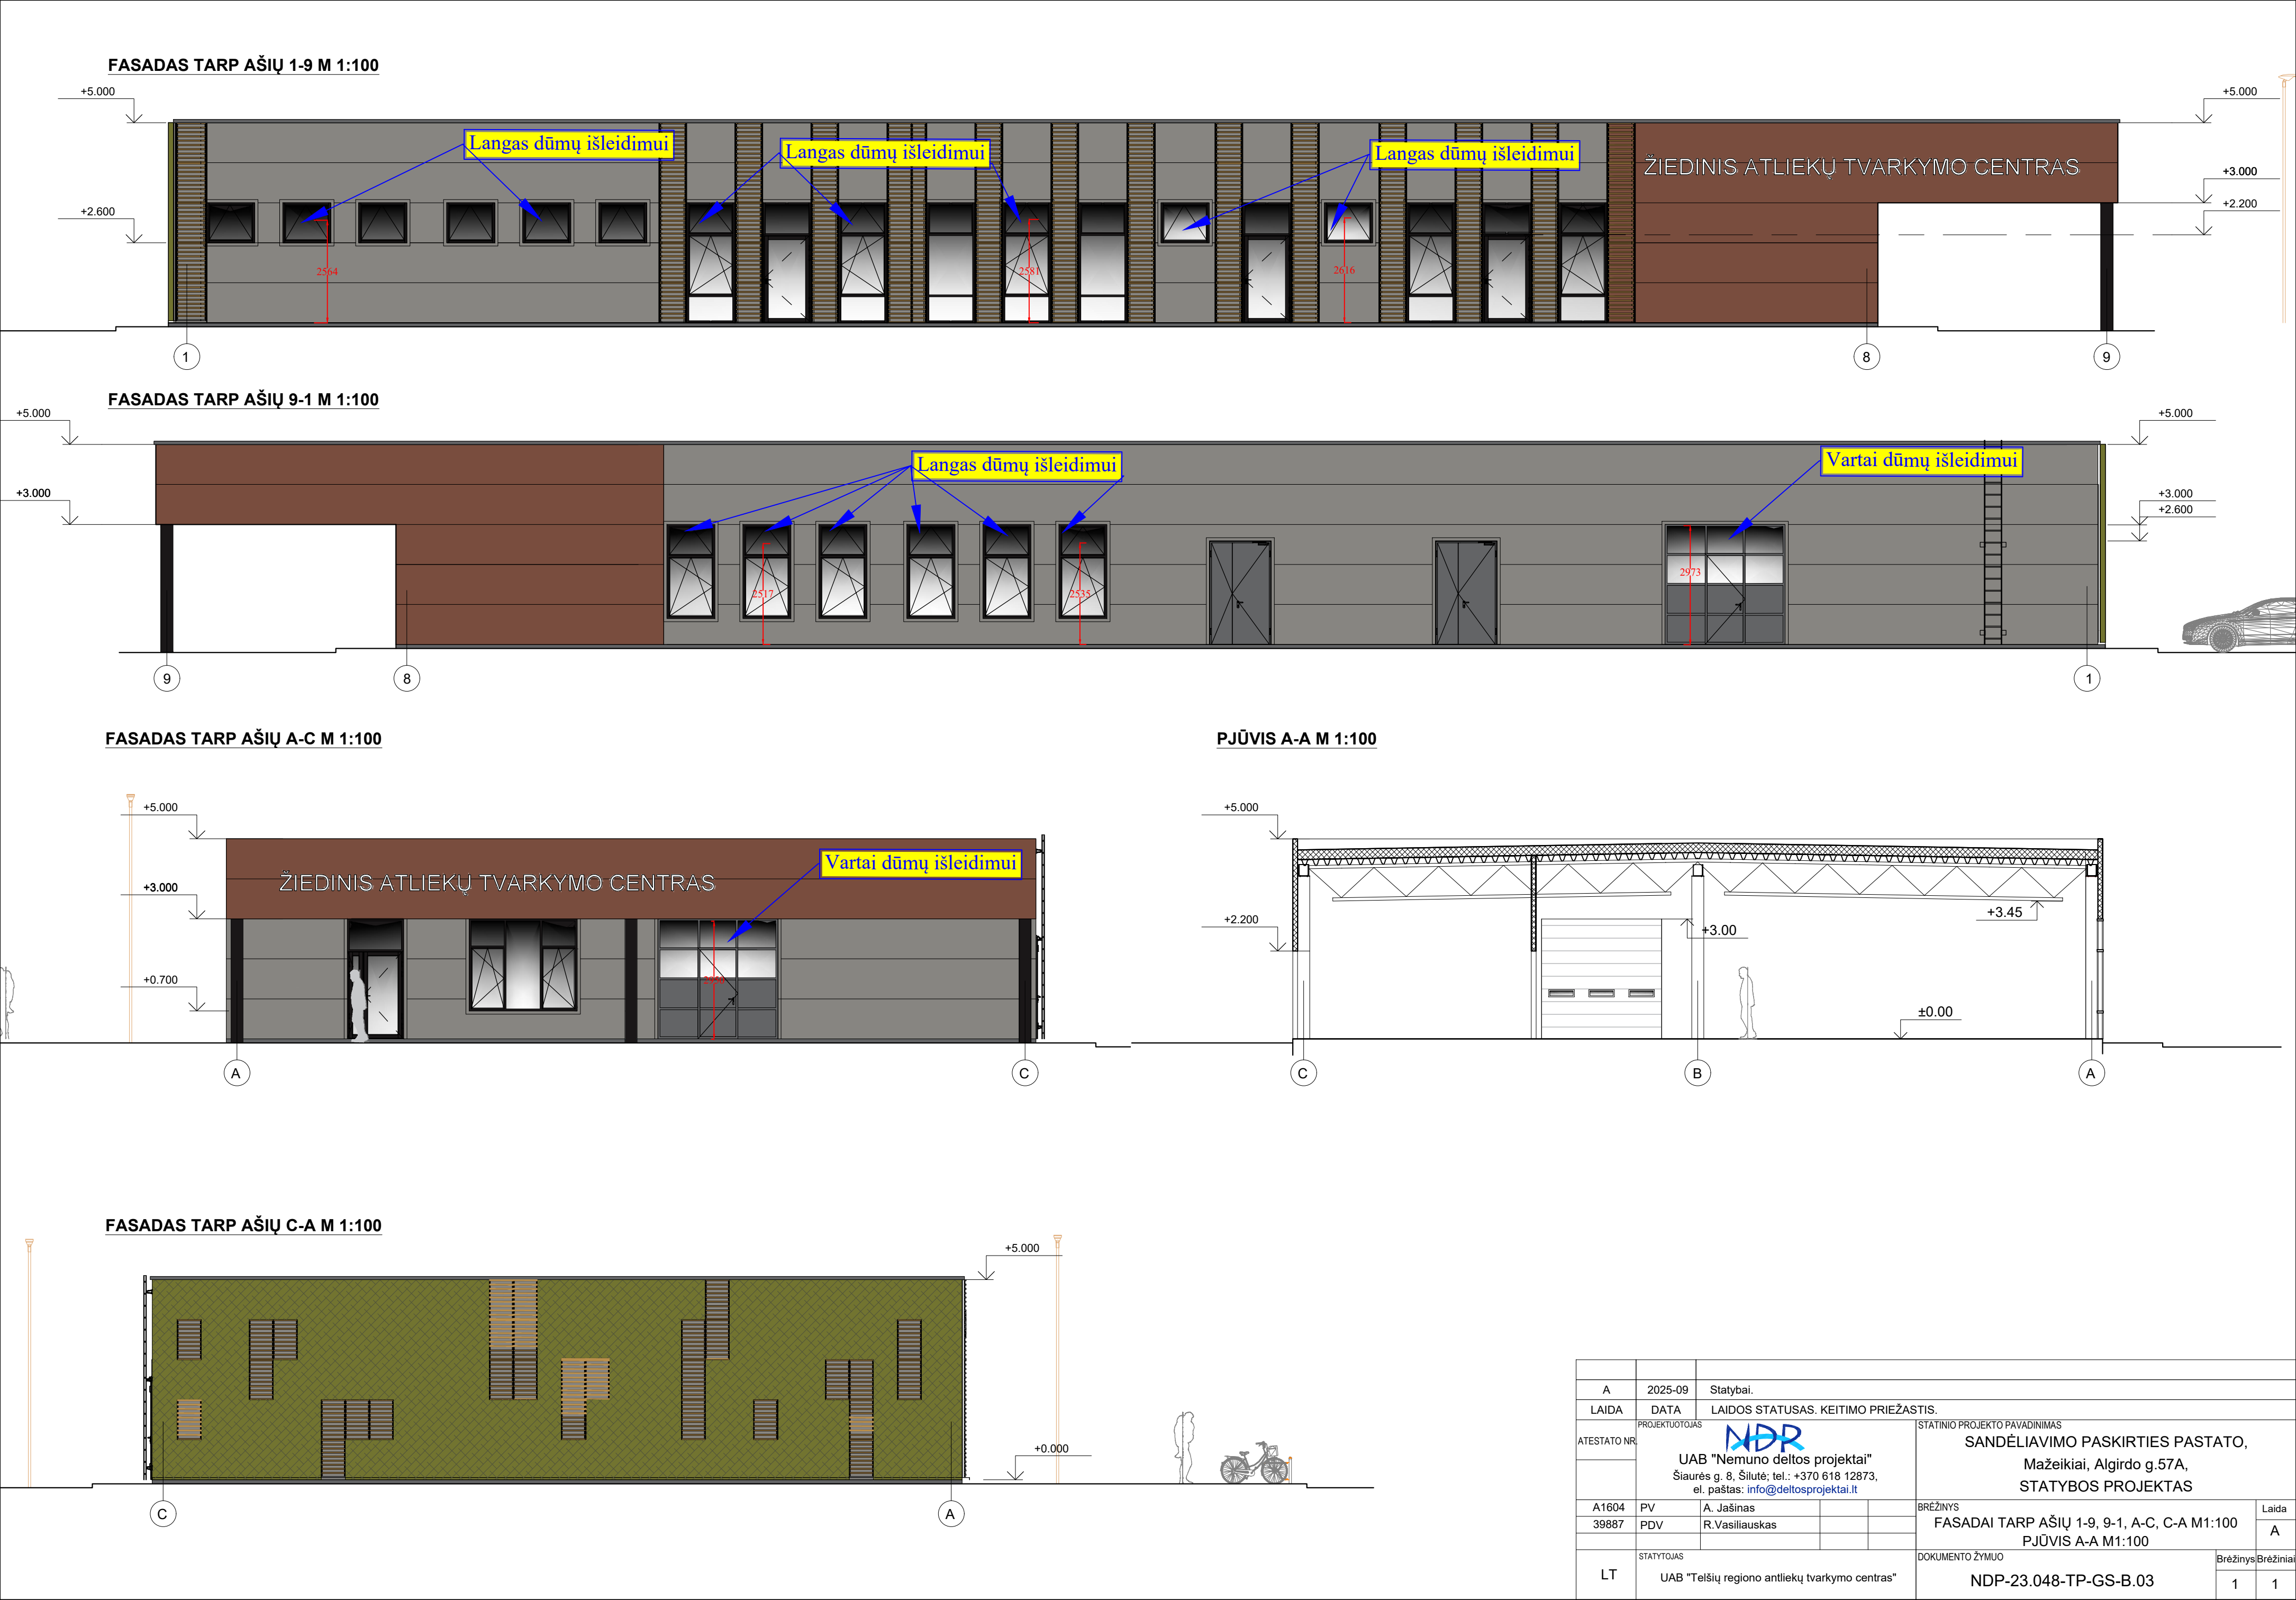 FASADAS TARP AŠIŲ 1-9 M 1:100
+5.000
+5.000
Langas dūmų išleidimui
Langas dūmų išleidimui
Langas dūmų išleidimui
ŽIEDINIS ATLIEKŲ TVARKYMO CENTRAS
+3.000
+2.600
+2.200
2564
2581
2616
1
8
9
FASADAS TARP AŠIŲ 9-1 M 1:100
+5.000
+5.000
Langas dūmų išleidimui
Vartai dūmų išleidimui
+3.000
+3.000
+2.600
2517
2535
2973
9
8
1
FASADAS TARP AŠIŲ A-C M 1:100
+5.000
Vartai dūmų išleidimui
ŽIEDINIS ATLIEKŲ TVARKYMO CENTRAS
+3.000
+0.700
A
C
PJŪVIS A-A M 1:100
+5.000
+2.200
+3.45
+3.00
±0.00
C
B
A
FASADAS TARP AŠIŲ C-A M 1:100
+5.000
+0.000
C
A
A 2025-09 Statybai.
LAIDA DATA LAIDOS STATUSAS. KEITIMO PRIEŽASTIS.
ATESTATO NR.
PROJEKTUOTOJAS
NDP
UAB "Nemuno deltos projektai"
Šiaurės g. 8, Šilutė; tel.: +370 618 12873,
el. paštas: info@deltosprojektai.lt
STATINIO PROJEKTO PAVADINIMAS
SANDĖLIAVIMO PASKIRTIES PASTATO,
Mažeikiai, Algirdo g.57A,
STATYBOS PROJEKTAS
A1604 PV A. Jašinas
39887 PDV R.Vasiliauskas
BRĖŽINYS
FASADAI TARP AŠIŲ 1-9, 9-1, A-C, C-A M1:100
PJŪVIS A-A M1:100
Laida
A
LT
STATYTOJAS
UAB "Telšių regiono antliekų tvarkymo centras"
DOKUMENTO ŽYMUO
NDP-23.048-TP-GS-B.03
Brėžinys Brėžiniai
1 1